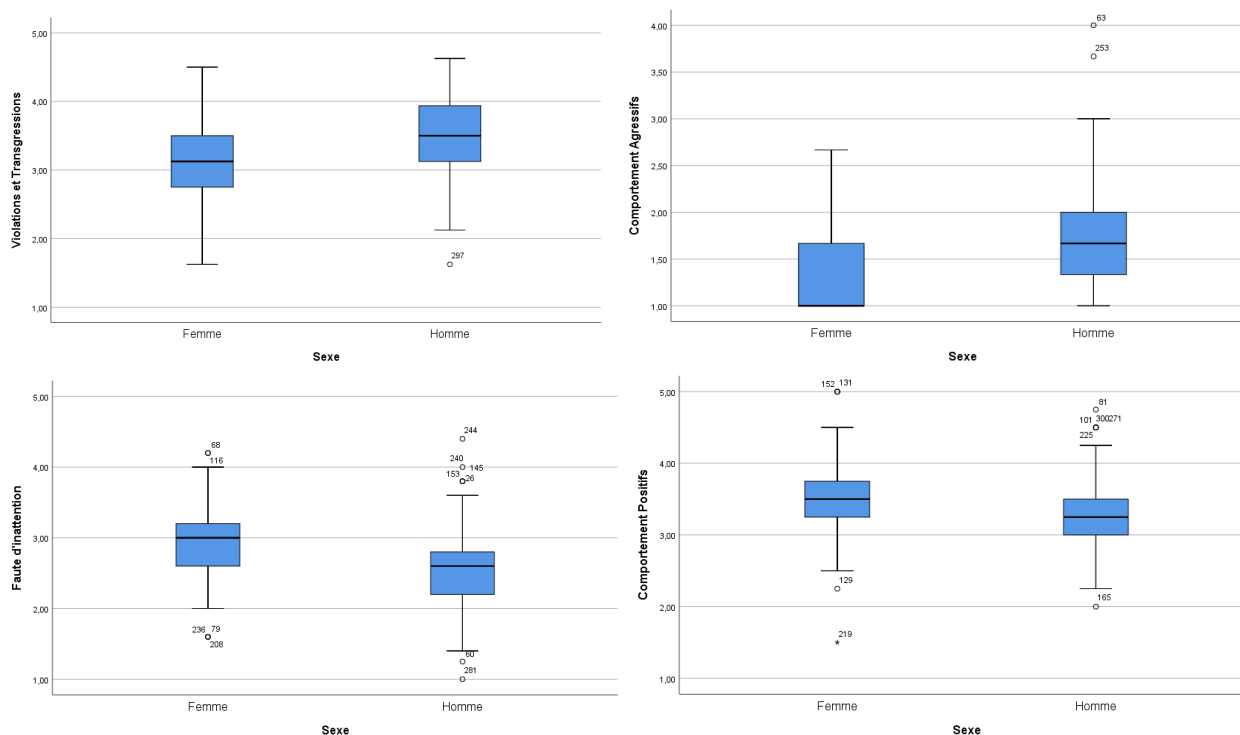 Violations et Transgressions
5,00
4,00
3,00
2,00
1,00
297
Femme
Homme
Sexe
Comportement Agressifs
4,00
3,50
3,00
2,50
2,00
1,50
1,00
63
253
Femme
Homme
Sexe
Faute d'inattention
5,00
4,00
3,00
2,00
1,00
68
116
236 79
208
244
240
145
153 26
60
281
Femme
Homme
Sexe
Comportement Positifs
5,00
4,00
3,00
2,00
1,00
152 131
129
219
81
101 300271
225
165
Femme
Homme
Sexe